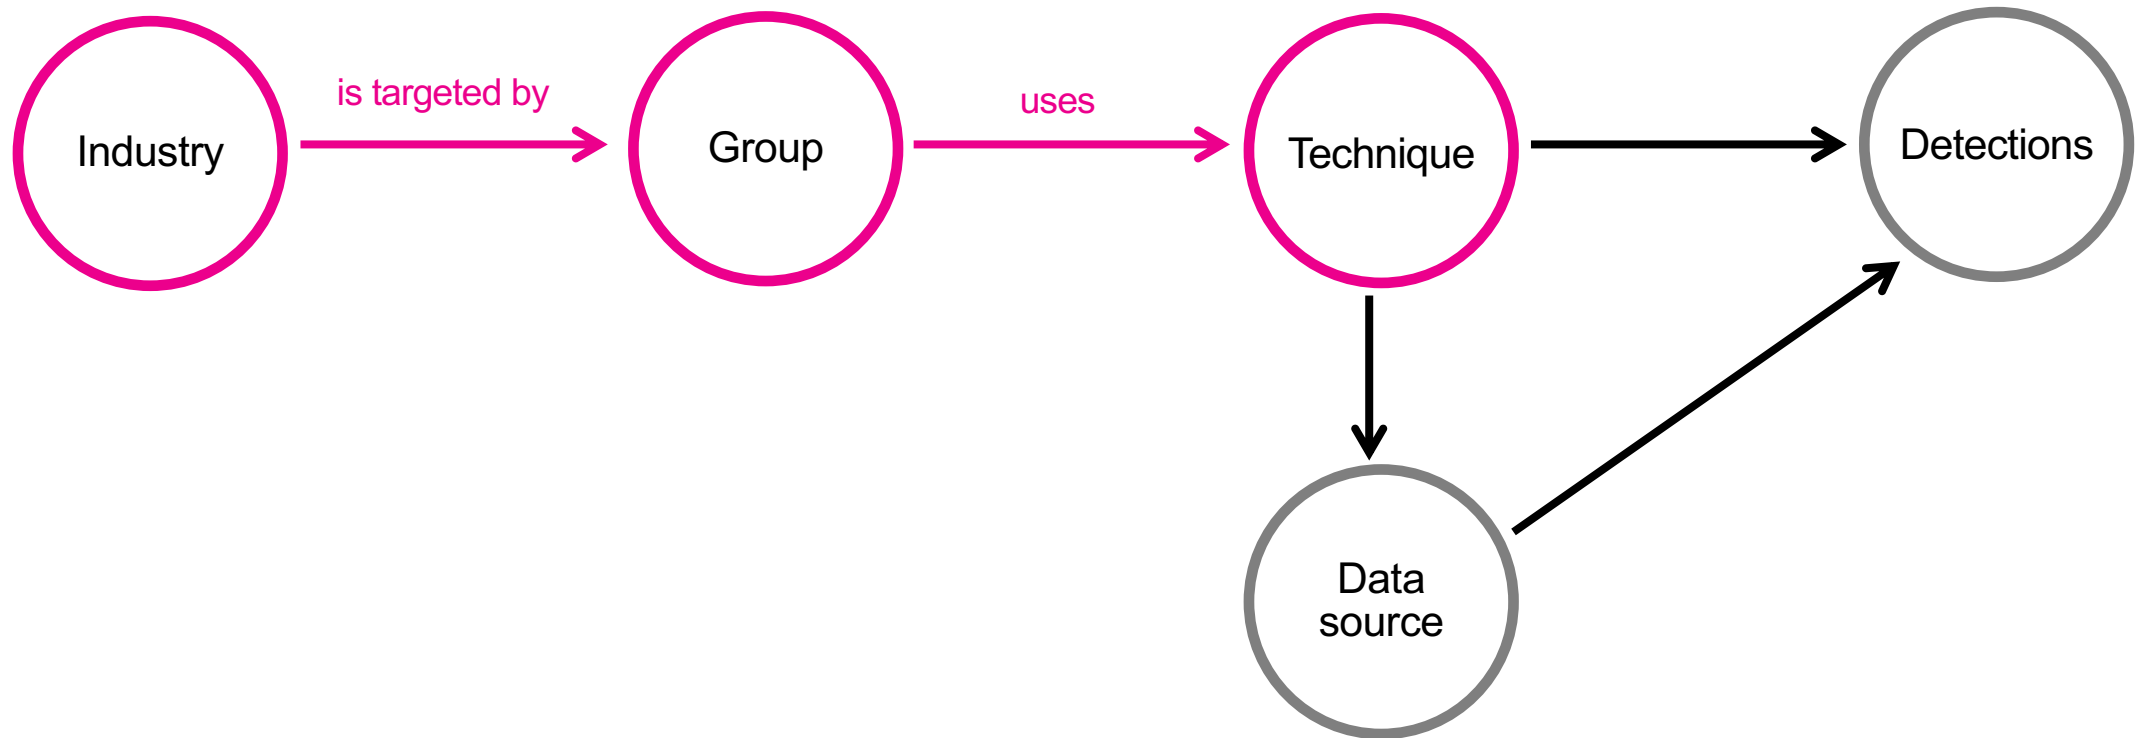 Industry
is targeted by
Group
uses
Technique
Detections
Data
source